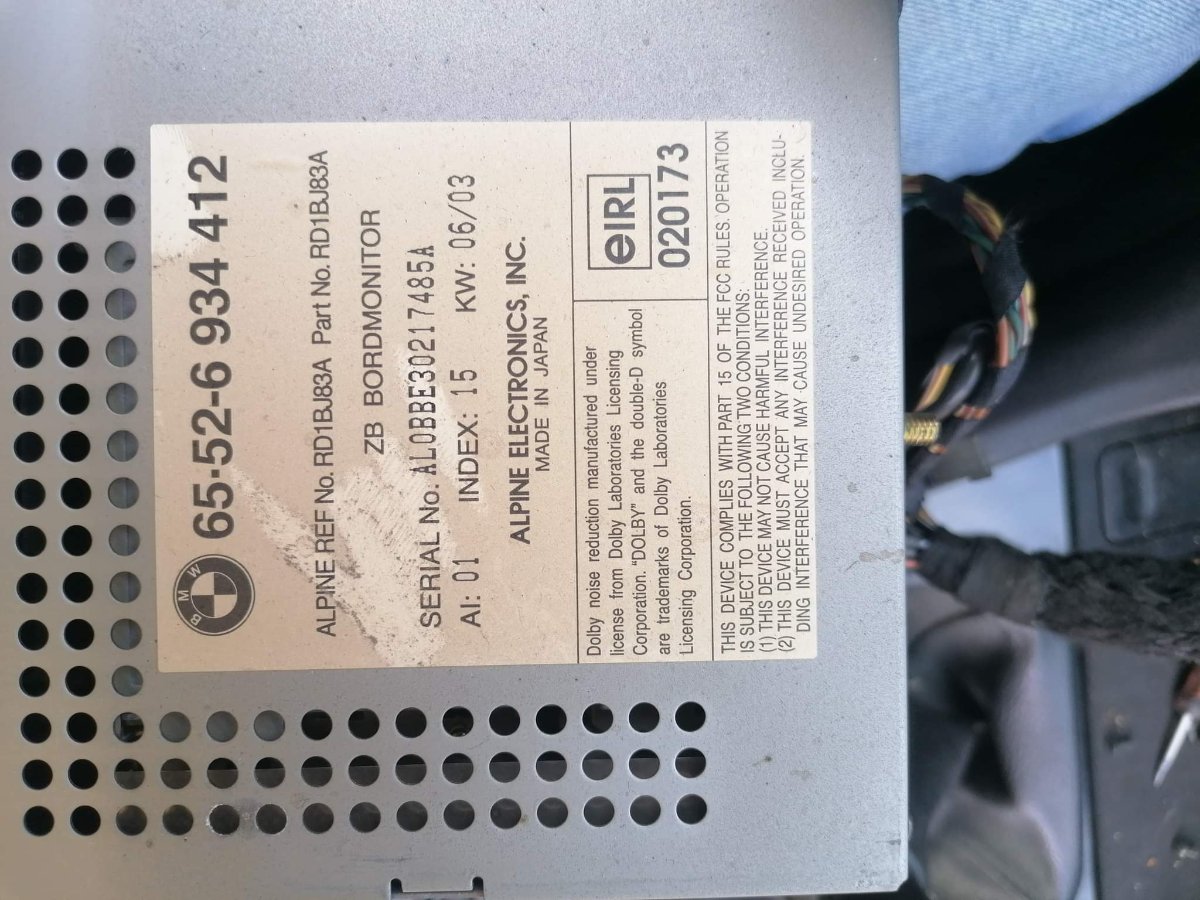 BMW
65·52-6 934 412
ALPINE REF No. RD1BJ83A Part No. RD1BJ83A
ZB BORDMONITOR
SERIAL No. AL0BBE30217485A
AI: 01 INDEX: 15 KW: 06/03
ALPINE ELECTRONICS, INC.
MADE IN JAPAN
Dolby noise reduction manufactured under
license from Dolby Laboratories Licensing
Corporation. "DOLBY" and the double-D symbol
are trademarks of Dolby Laboratories
Licensing Corporation.
eIRL
020173
THIS DEVICE COMPLIES WITH PART 15 OF THE FCC RULES. OPERATION
IS SUBJECT TO THE FOLLOWING TWO CONDITIONS:
(1) THIS DEVICE MAY NOT CAUSE HARMFUL INTERFERENCE.
(2) THIS DEVICE MUST ACCEPT ANY INTERFERENCE RECEIVED INCLU-
DING INTERFERENCE THAT MAY CAUSE UNDESIRED OPERATION.